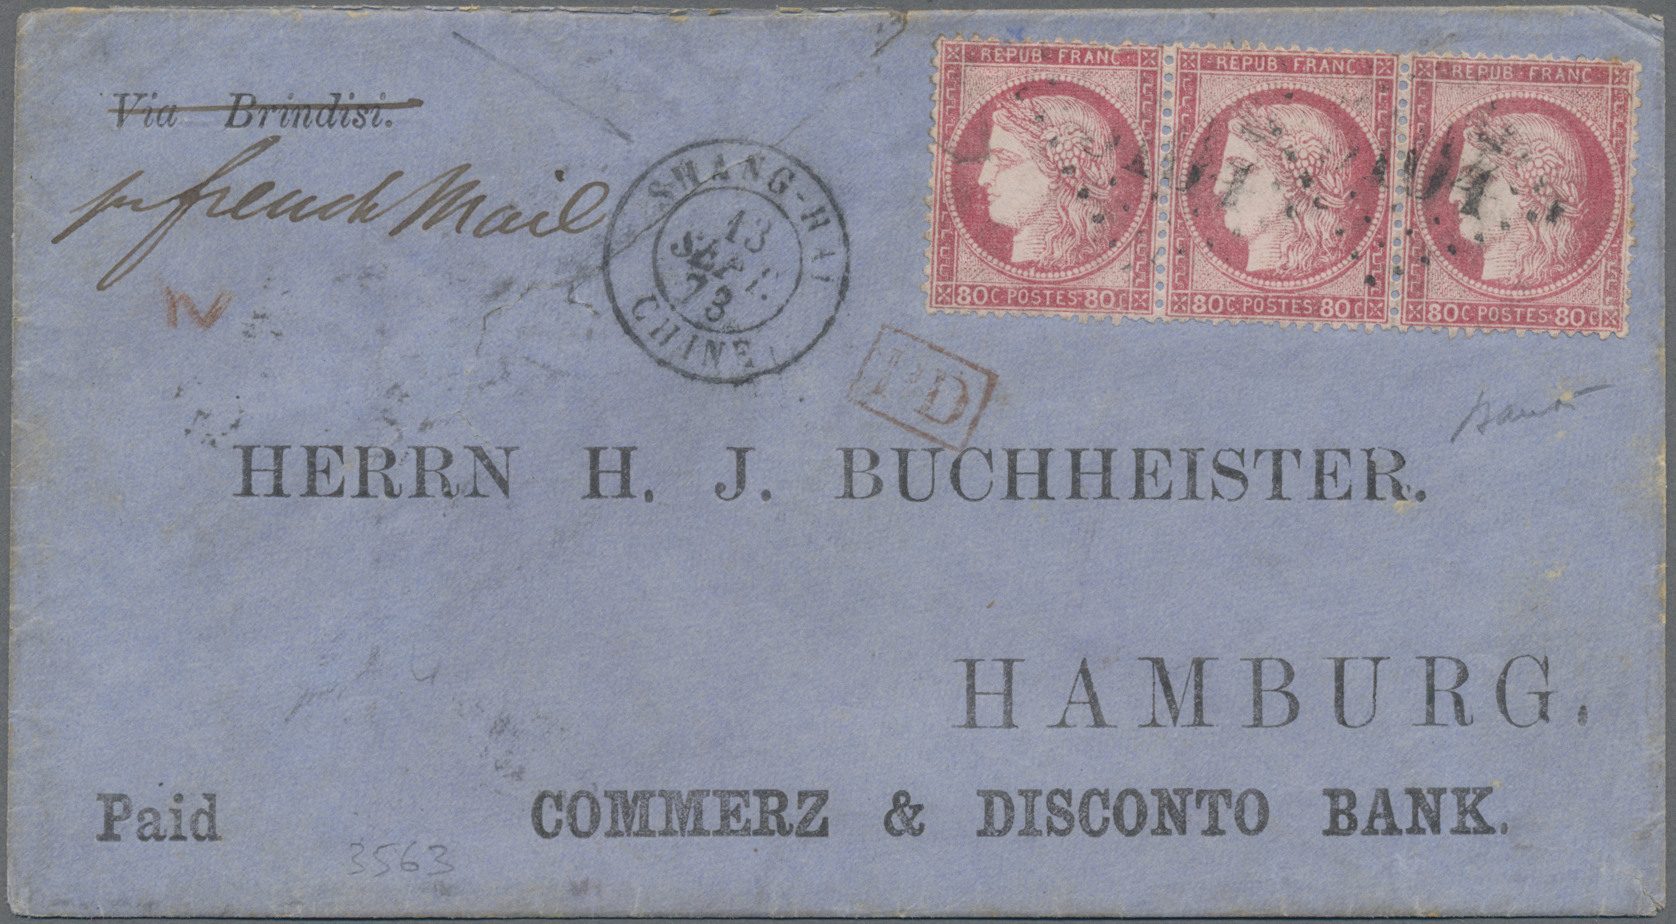 REPUB FRANC REPUB FRANC REPUB FRANC
80C POSTES 80C 80C POSTES 80C 80C POSTES 80C
Via Brindisi.
pr french Mail
SHANG-HAI
13
SEPT.
73
CHINE
PD
HERRN H. J. BUCHHEISTER.
HAMBURG.
Paid COMMERZ & DISCONTO BANK.
3563